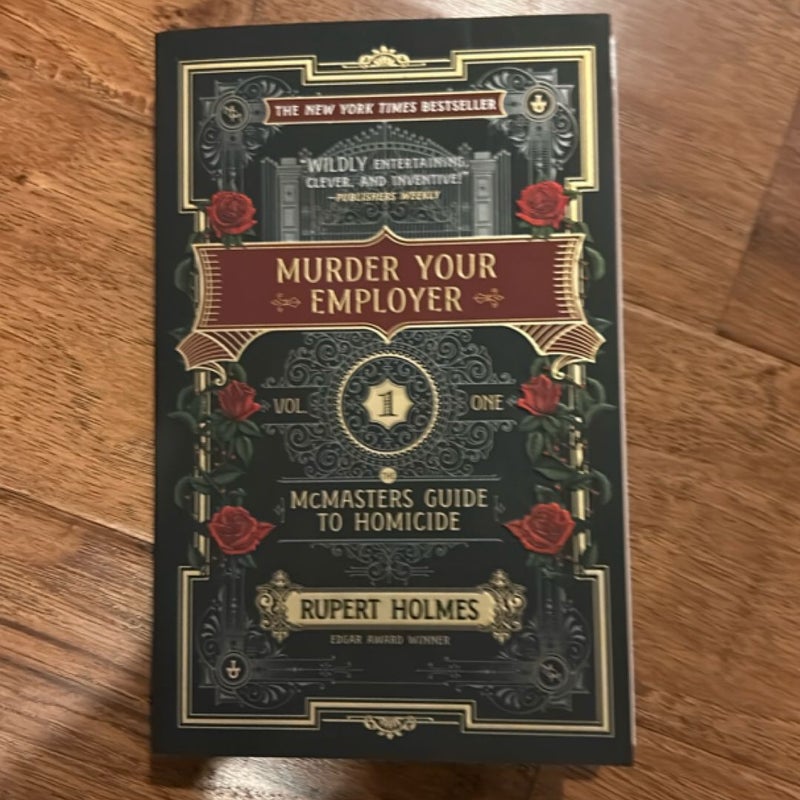 THE NEW YORK TIMES BESTSELLER
"WILDLY ENTERTAINING,
CLEVER, AND INVENTIVE!"
—PUBLISHERS WEEKLY
MURDER YOUR
EMPLOYER
VOL. 1 ONE
THE
MCMASTERS GUIDE
TO HOMICIDE
RUPERT HOLMES
EDGAR AWARD WINNER